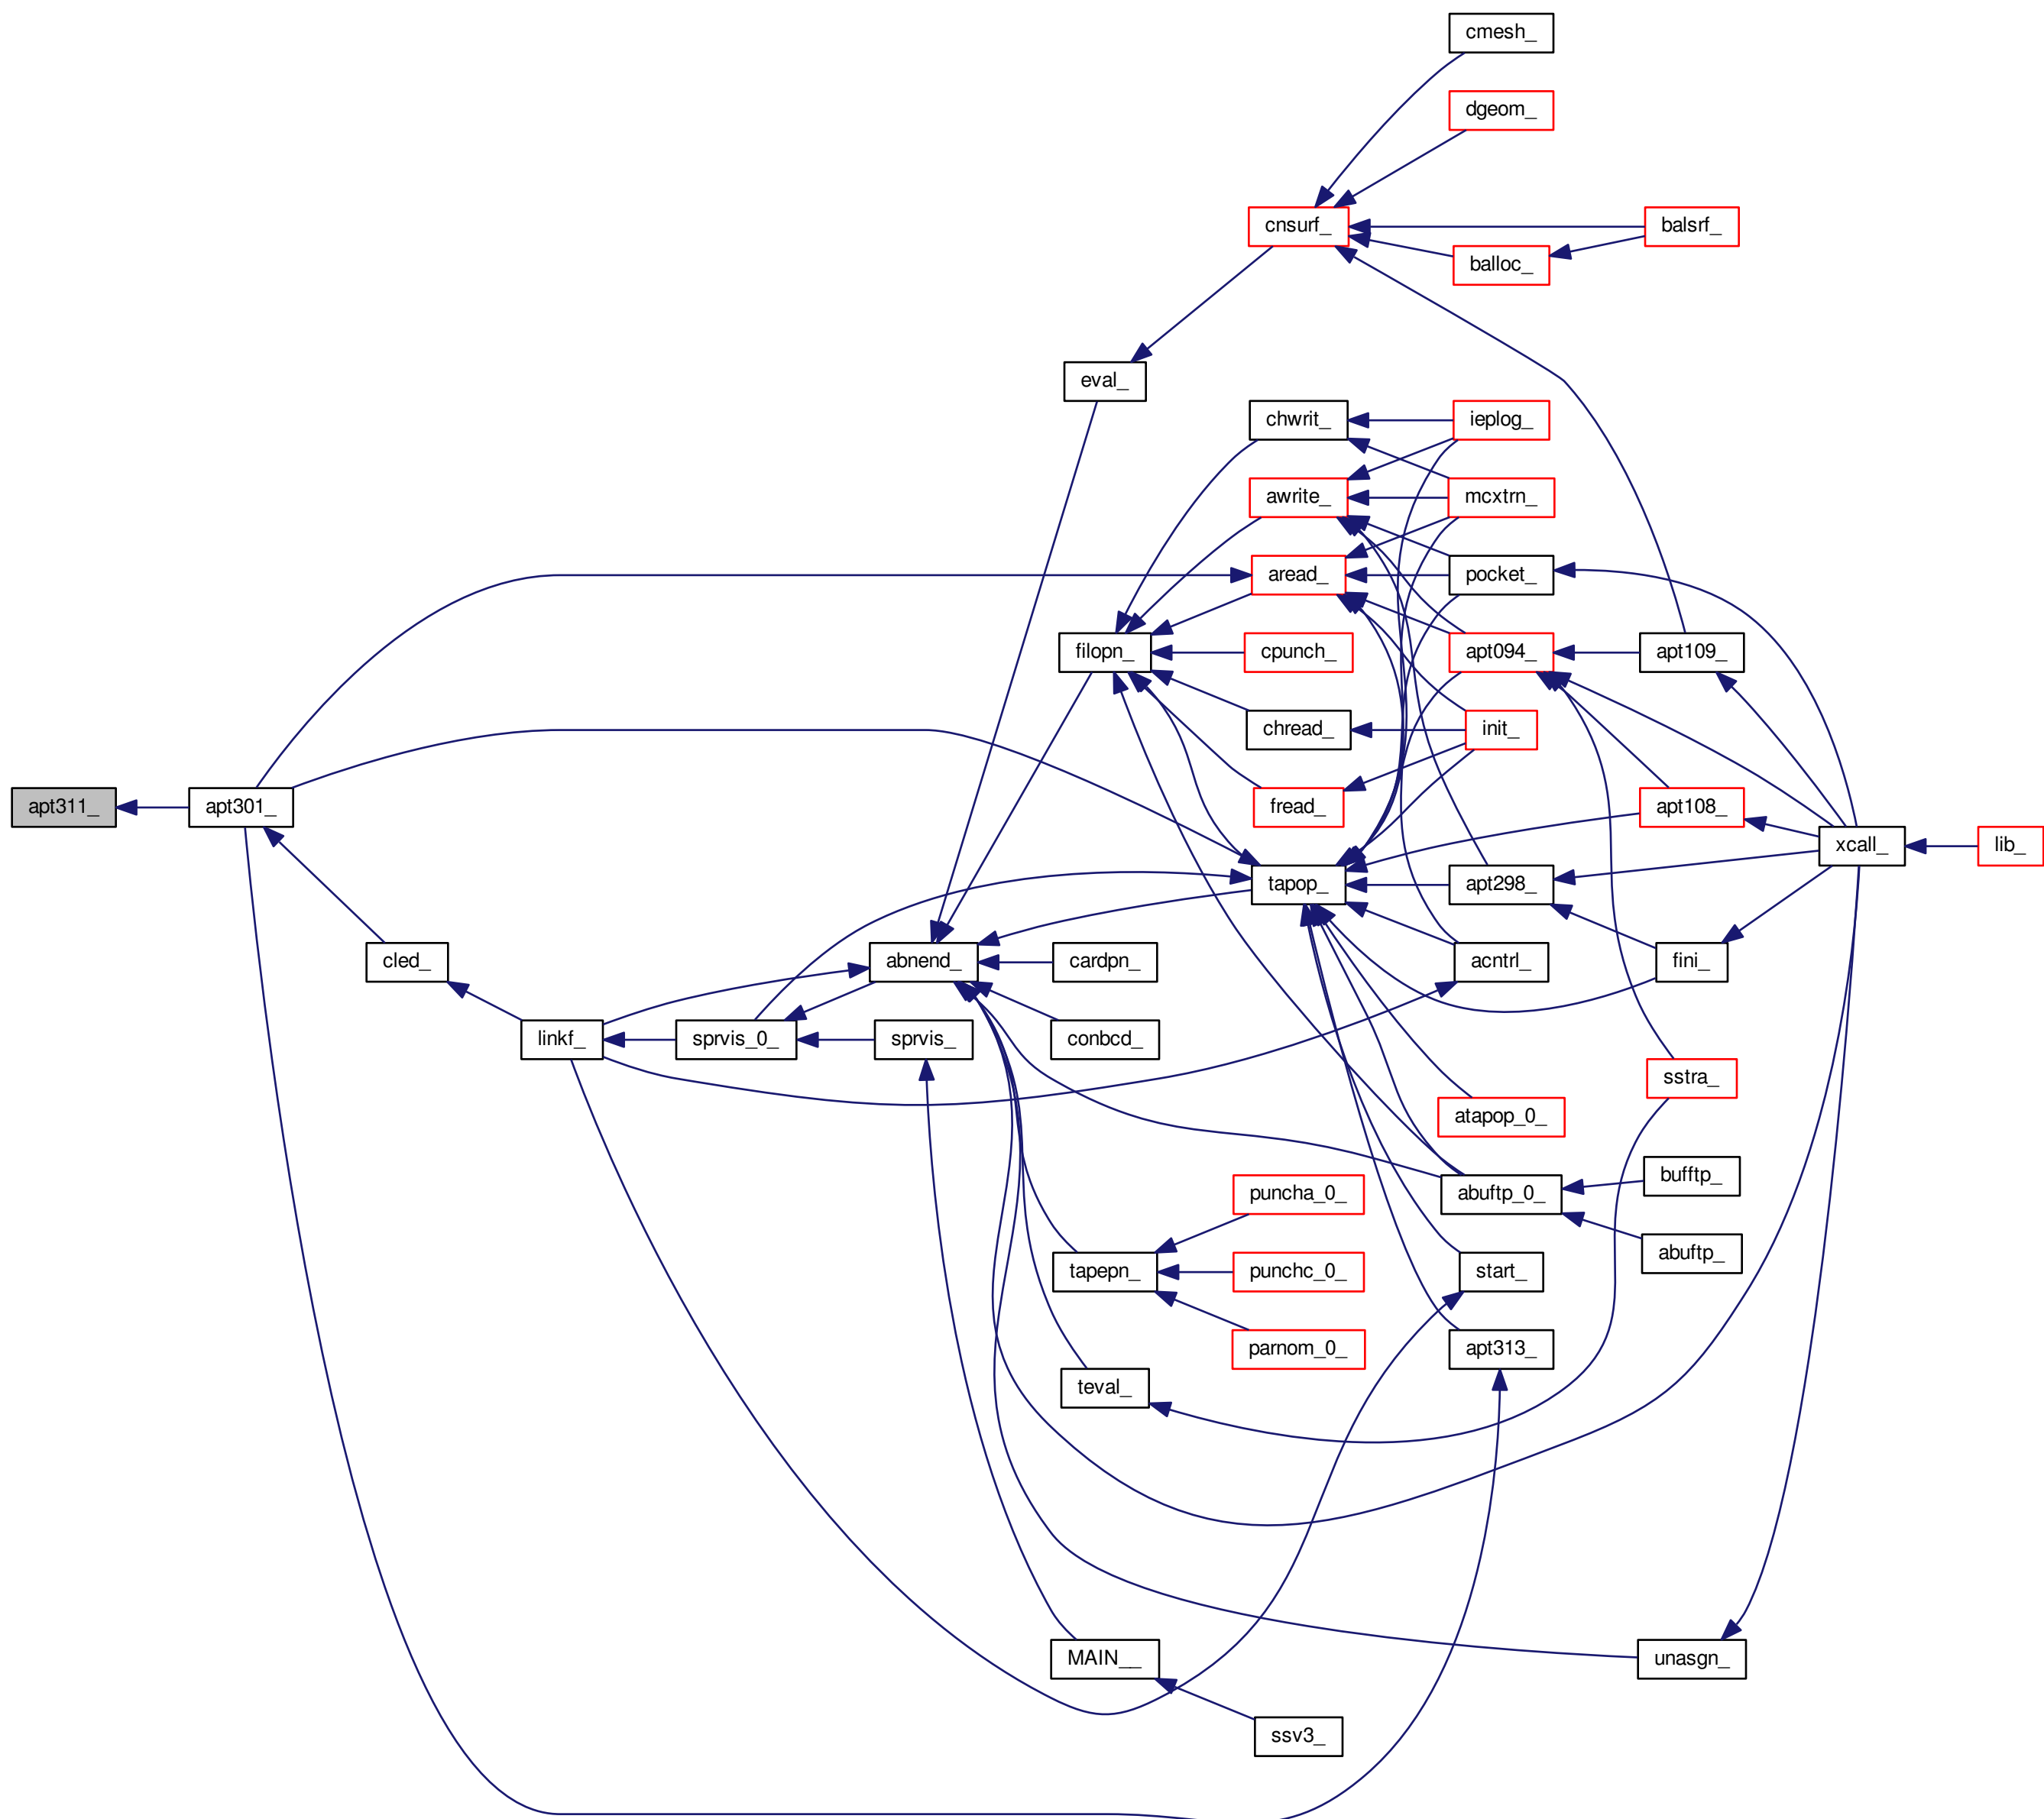 cmesh_
dgeom_
cnsurf_
balsrf_
balloc_
eval_
chwrit_
ieplog_
awrite_
mcxtrn_
aread_
pocket_
filopn_
cpunch_
apt094_
apt109_
chread_
init_
apt311_
apt301_
fread_
apt108_
xcall_
lib_
tapop_
apt298_
cled_
abnend_
cardpn_
acntrl_
fini_
linkf_
sprvis_0_
sprvis_
conbcd_
sstra_
atapop_0_
puncha_0_
abuftp_0_
bufftp_
abuftp_
tapepn_
punchc_0_
start_
parnom_0_
apt313_
teval_
MAIN__
unasgn_
ssv3_